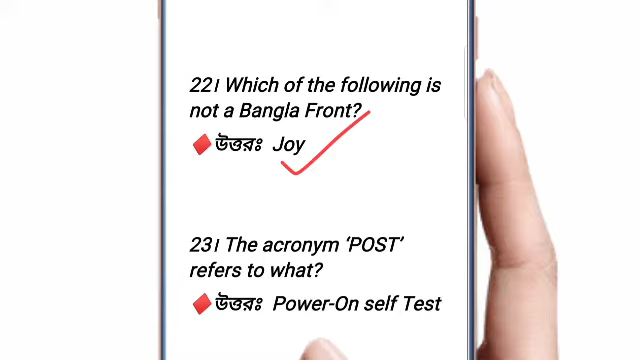 22। Which of the following is
not a Bangla Front?
উত্তরঃ Joy
23। The acronym ‘POST’
refers to what?
উত্তরঃ Power-On self Test